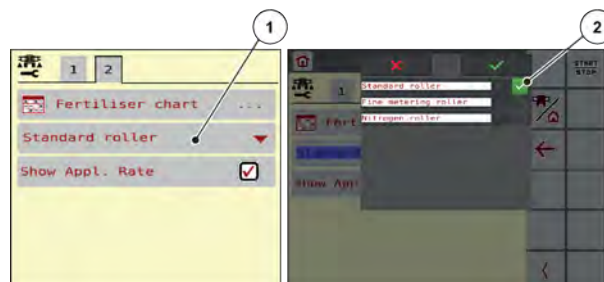 1
2
1 2
Fertiliser chart ...
Standard roller
Show Appl. Rate
START
STOP
Standard roller
1
Fine metering roller
Fert
Nitrogen roller
Show Appl